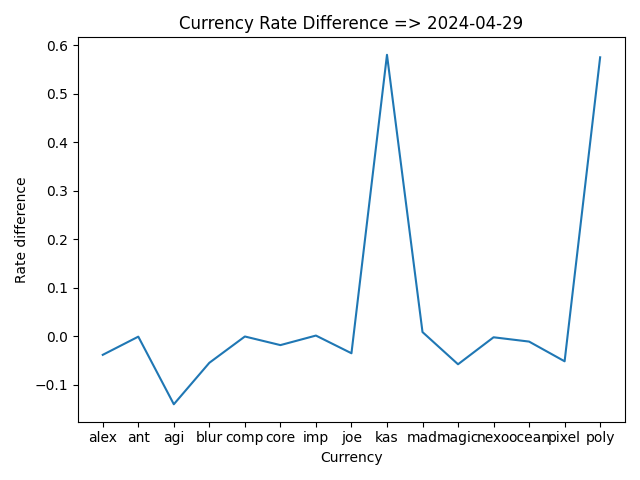 Currency Rate Difference => 2024-04-29
Rate difference
0.6
0.5
0.4
0.3
0.2
0.1
0.0
−0.1
alex ant agi blur comp core imp joe kas mad magic nexo ocean pixel poly
Currency